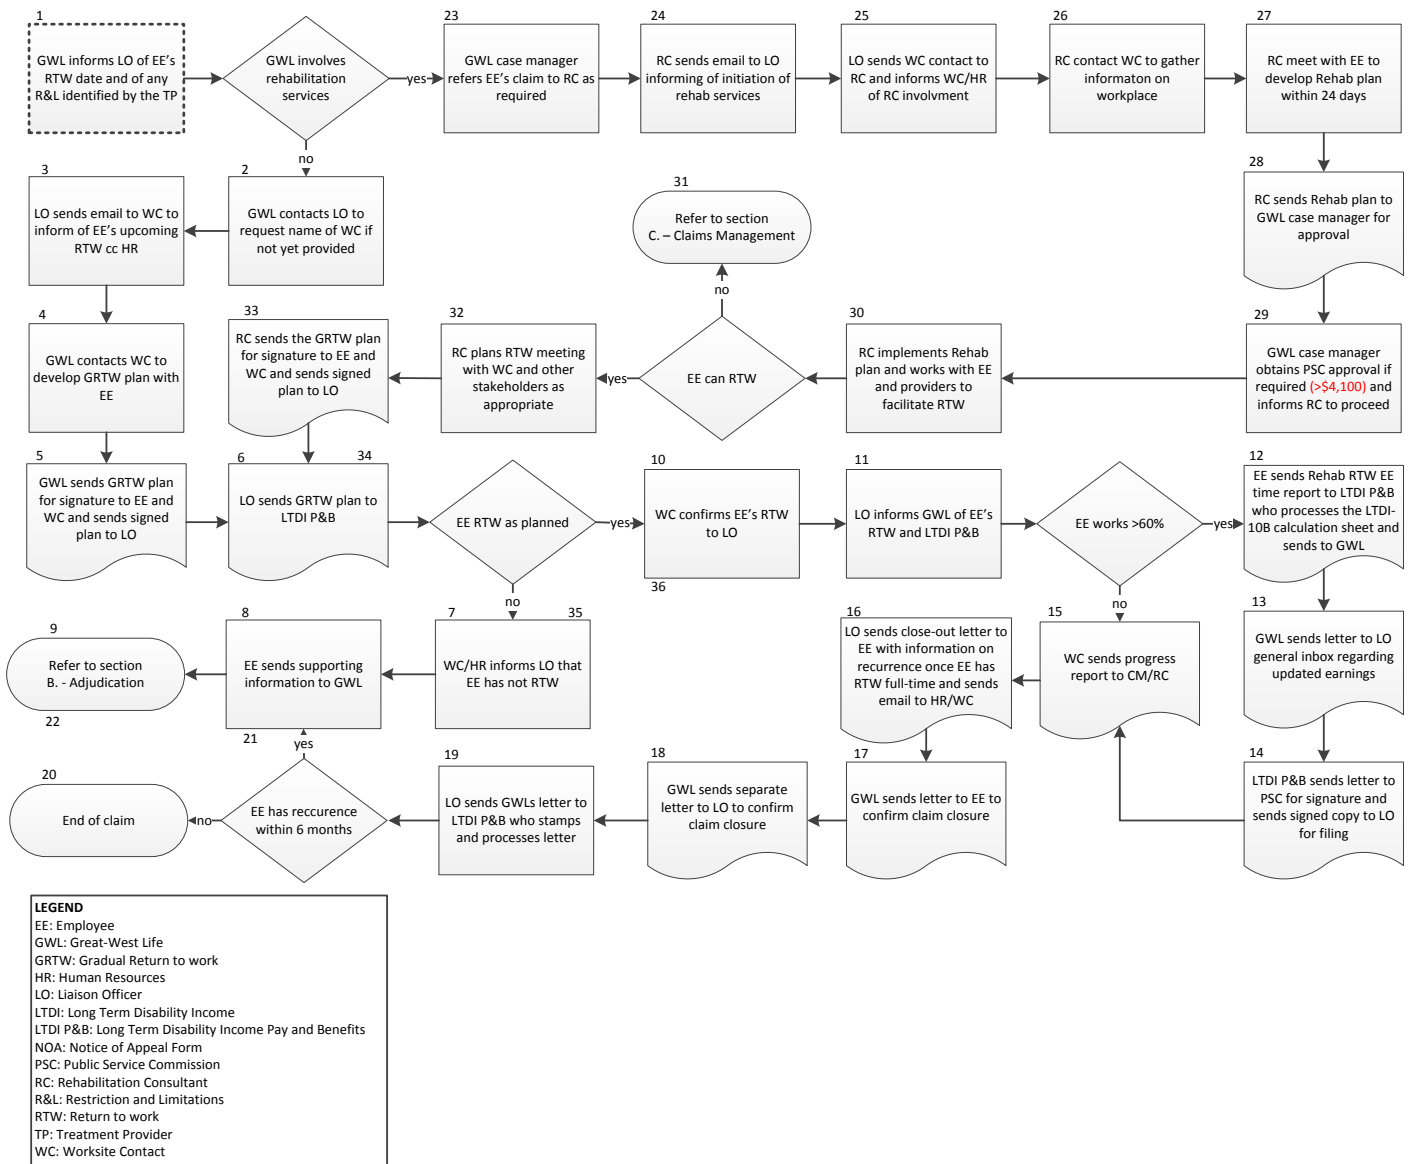 1
GWL informs LO of EE's
RTW date and of any
R&L identified by the TP
GWL involves
rehabilitation
services
yes
23
GWL case manager
refers EE's claim to RC as
required
24
RC sends email to LO
informing of initiation of
rehab services
25
LO sends WC contact to
RC and informs WC/HR
of RC involvment
26
RC contact WC to gather
informaton on
workplace
27
RC meet with EE to
develop Rehab plan
within 24 days
no
3
LO sends email to WC to
inform of EE's upcoming
RTW cc HR
2
GWL contacts LO to
request name of WC if
not yet provided
31
Refer to section
C. – Claims Management
28
RC sends Rehab plan to
GWL case manager for
approval
no
4
GWL contacts WC to
develop GRTW plan with
EE
33
RC sends the GRTW plan
for signature to EE and
WC and sends signed
plan to LO
32
RC plans RTW meeting
with WC and other
stakeholders as
appropriate
yes
EE can RTW
30
RC implements Rehab
plan and works with EE
and providers to
facilitate RTW
29
GWL case manager
obtains PSC approval if
required (>$4,100) and
informs RC to proceed
5
GWL sends GRTW plan
for signature to EE and
WC and sends signed
plan to LO
6
34
LO sends GRTW plan to
LTDI P&B
EE RTW as planned
yes
10
WC confirms EE's RTW
to LO
36
11
LO informs GWL of EE's
RTW and LTDI P&B
EE works >60%
yes
12
EE sends Rehab RTW EE
time report to LTDI P&B
who processes the LTDI-
10B calculation sheet and
sends to GWL
no
no
9
Refer to section
B. - Adjudication
22
8
EE sends supporting
information to GWL
21
7
35
WC/HR informs LO that
EE has not RTW
16
LO sends close-out letter to
EE with information on
recurrence once EE has
RTW full-time and sends
email to HR/WC
15
WC sends progress
report to CM/RC
13
GWL sends letter to LO
general inbox regarding
updated earnings
yes
20
End of claim
no
EE has reccurence
within 6 months
19
LO sends GWLs letter to
LTDI P&B who stamps
and processes letter
18
GWL sends separate
letter to LO to confirm
claim closure
17
GWL sends letter to EE to
confirm claim closure
14
LTDI P&B sends letter to
PSC for signature and
sends signed copy to LO
for filing
LEGEND
EE: Employee
GWL: Great-West Life
GRTW: Gradual Return to work
HR: Human Resources
LO: Liaison Officer
LTDI: Long Term Disability Income
LTDI P&B: Long Term Disability Income Pay and Benefits
NOA: Notice of Appeal Form
PSC: Public Service Commission
RC: Rehabilitation Consultant
R&L: Restriction and Limitations
RTW: Return to work
TP: Treatment Provider
WC: Worksite Contact